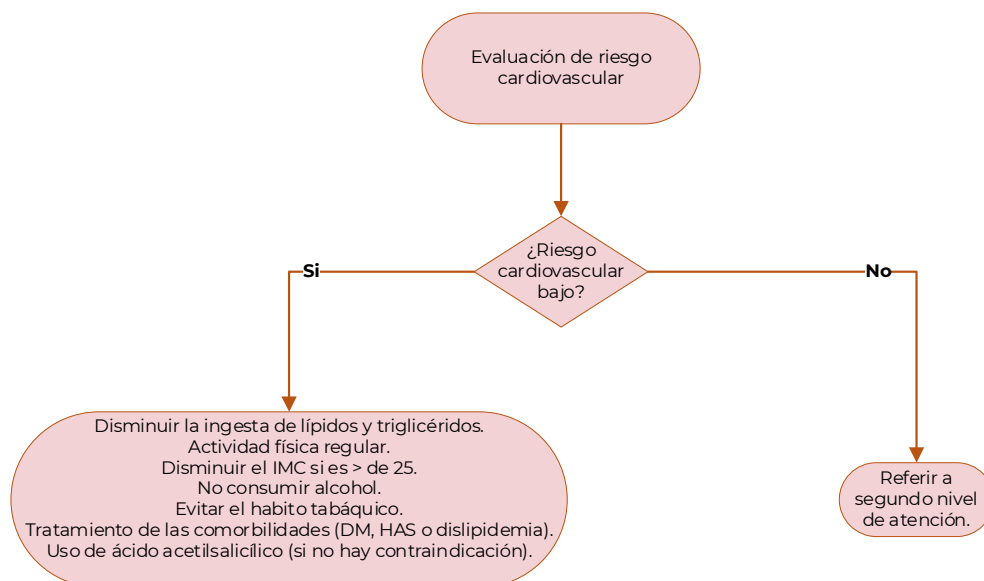 Evaluación de riesgo
cardiovascular
¿Riesgo
cardiovascular
bajo?
Si
No
Disminuir la ingesta de lípidos y triglicéridos.
Actividad física regular.
Disminuir el IMC si es > de 25.
No consumir alcohol.
Evitar el habito tabáquico.
Tratamiento de las comorbilidades (DM, HAS o dislipidemia).
Uso de ácido acetilsalicílico (si no hay contraindicación).
Referir a
segundo nivel
de atención.